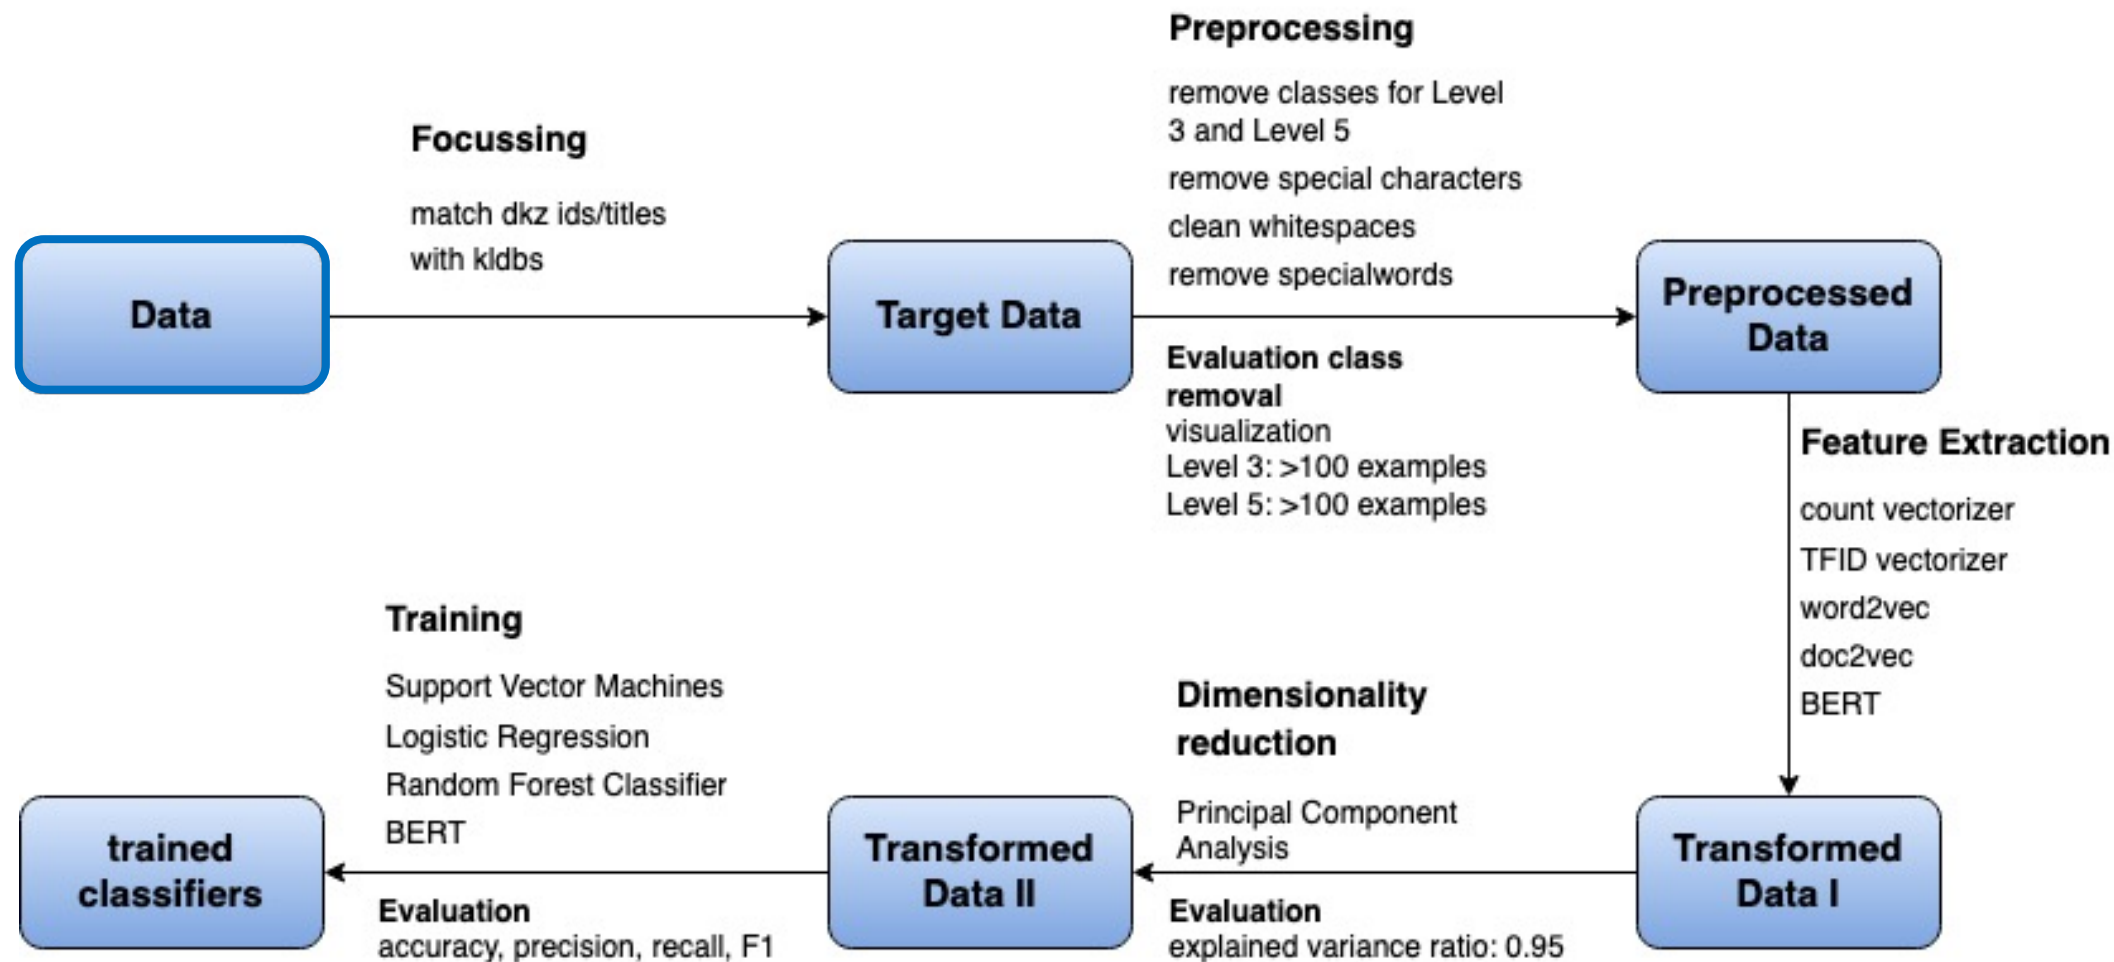 Data
Focussing
match dkz ids/titles
with kldbs
Target Data
Preprocessing
remove classes for Level
3 and Level 5
remove special characters
clean whitespaces
remove specialwords
Evaluation class
removal
visualization
Level 3: >100 examples
Level 5: >100 examples
Preprocessed
Data
Feature Extraction
count vectorizer
TFID vectorizer
word2vec
doc2vec
BERT
Transformed
Data I
Dimensionality
reduction
Principal Component
Analysis
Evaluation
explained variance ratio: 0.95
Transformed
Data II
Training
Support Vector Machines
Logistic Regression
Random Forest Classifier
BERT
Evaluation
accuracy, precision, recall, F1
trained
classifiers